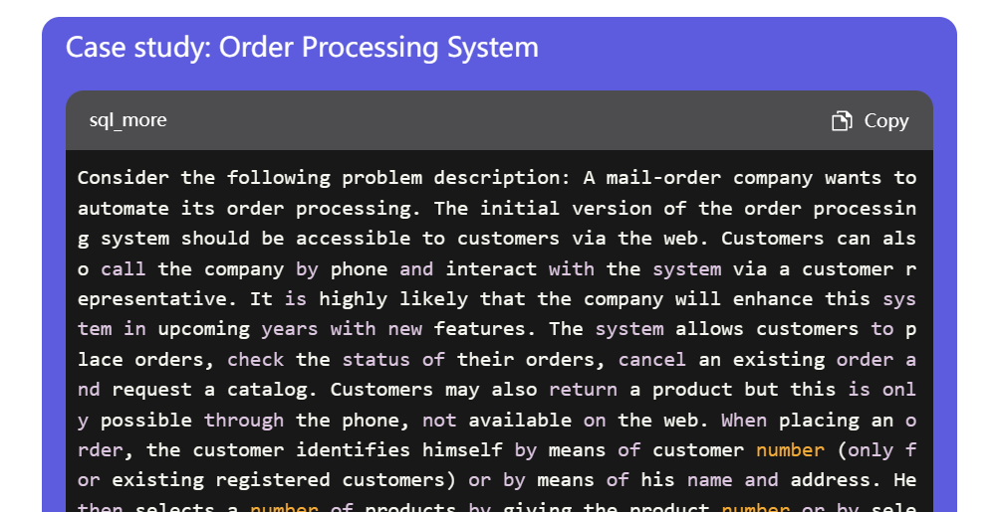 Case study: Order Processing System
sql_more
Copy
Consider the following problem description: A mail-order company wants to
automate its order processing. The initial version of the order processin
g system should be accessible to customers via the web. Customers can als
o call the company by phone and interact with the system via a customer r
epresentative. It is highly likely that the company will enhance this sys
tem in upcoming years with new features. The system allows customers to p
lace orders, check the status of their orders, cancel an existing order a
nd request a catalog. Customers may also return a product but this is onl
y possible through the phone, not available on the web. When placing an o
rder, the customer identifies himself by means of customer number (only f
or existing registered customers) or by means of his name and address. He
then selects a number of products by giving the product number or by sele